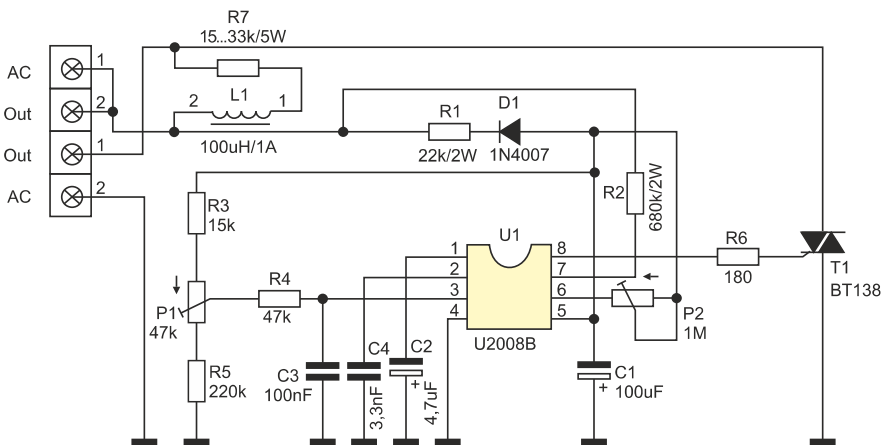 R7
15...33k/5W
AC 1
L1
2 1
Out 2
100uH/1A
Out 1
AC 2
R1
22k/2W
D1
1N4007
R2
680k/2W
R3
15k
U1
1 8
2 7
3 6
4 5
U2008B
R6
180
T1
BT138
P1
47k
R4
47k
P2
1M
R5
220k
C3
100nF
C4
3,3nF
C2
+
4,7uF
C1
+
100uF